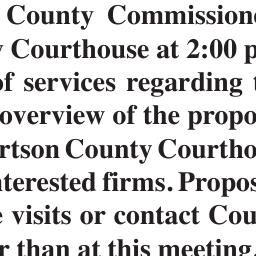 County Commission
Courthouse at 2:00
of services regarding
overview of the propo
rtson County Courtho
nterested firms. Propos
visits or contact Cou
r than at this meeting.